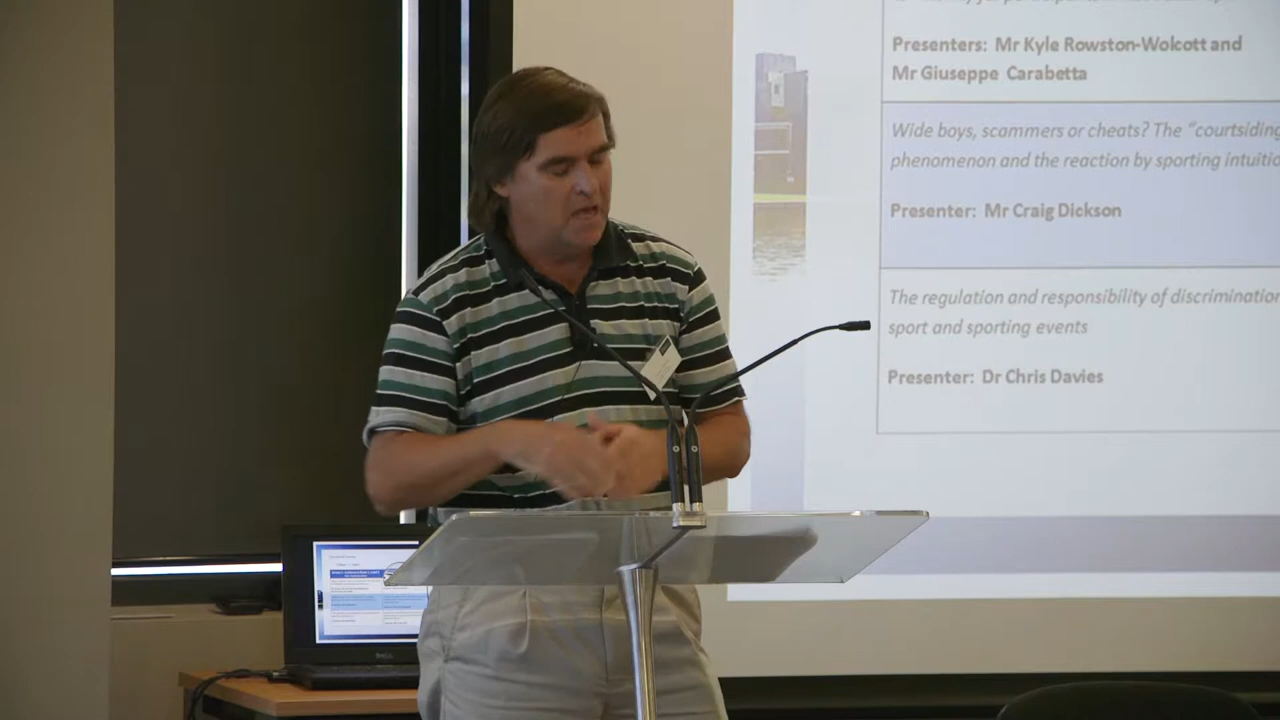 Presenters: Mr Kyle Rowston-Wolcott and
Mr Giuseppe Carabetta
Wide boys, scammers or cheats? The "courtsiding
phenomenon and the reaction by sporting intuitio
Presenter: Mr Craig Dickson
The regulation and responsibility of discrimination
sport and sporting events
Presenter: Dr Chris Davies
DELL